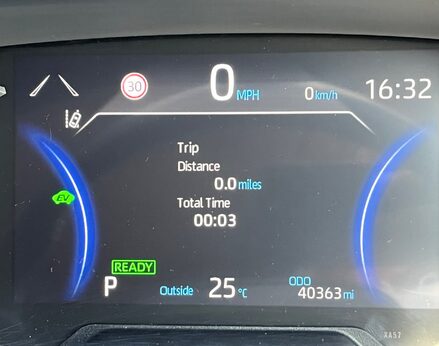 30
0 MPH
0 km/h
16:32
Trip
Distance
0.0 miles
Total Time
00:03
EV
READY
P
Outside 25 °C
ODO
40363 mi
XA57